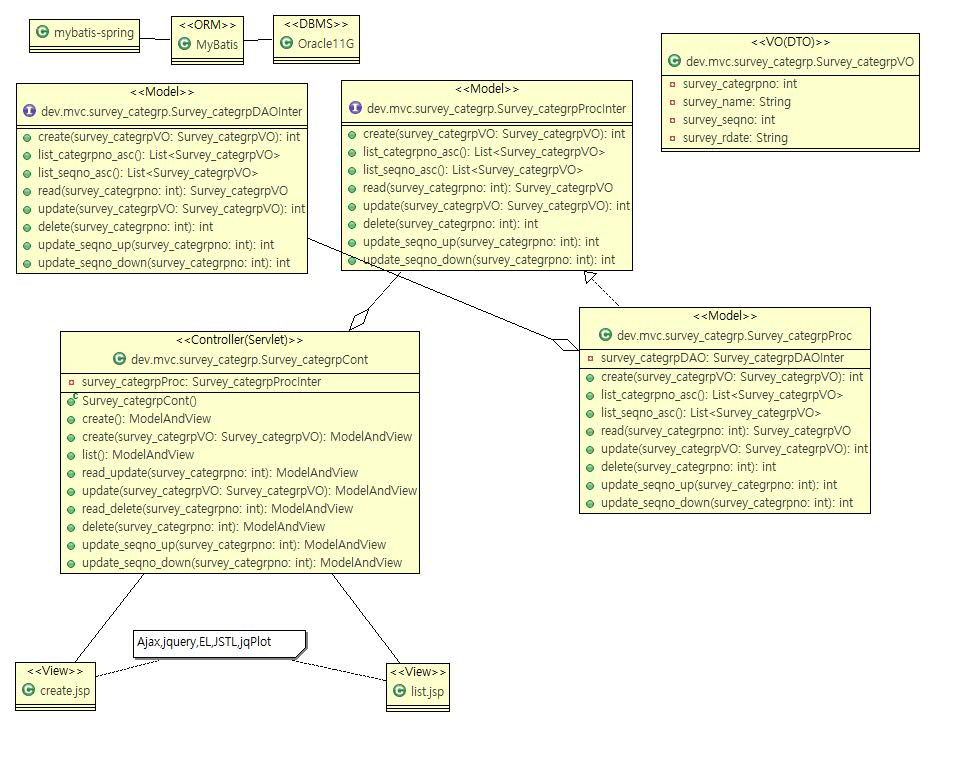 mybatis-spring
<<ORM>>
MyBatis
<<DBMS>>
Oracle11G
<<VO(DTO)>>
dev.mvc.survey_categrp.Survey_categrpVO
survey_categrpno: int
survey_name: String
survey_seqno: int
survey_rdate: String
<<Model>>
dev.mvc.survey_categrp.Survey_categrpDAOInter
create(survey_categrpVO: Survey_categrpVO): int
list_categrpno_asc(): List<Survey_categrpVO>
list_seqno_asc(): List<Survey_categrpVO>
read(survey_categrpno: int): Survey_categrpVO
update(survey_categrpVO: Survey_categrpVO): int
delete(survey_categrpno: int): int
update_seqno_up(survey_categrpno: int): int
update_seqno_down(survey_categrpno: int): int
<<Model>>
dev.mvc.survey_categrp.Survey_categrpProcInter
create(survey_categrpVO: Survey_categrpVO): int
list_categrpno_asc(): List<Survey_categrpVO>
list_seqno_asc(): List<Survey_categrpVO>
read(survey_categrpno: int): Survey_categrpVO
update(survey_categrpVO: Survey_categrpVO): int
delete(survey_categrpno: int): int
update_seqno_up(survey_categrpno: int): int
update_seqno_down(survey_categrpno: int): int
<<Model>>
dev.mvc.survey_categrp.Survey_categrpProc
survey_categrpDAO: Survey_categrpDAOInter
create(survey_categrpVO: Survey_categrpVO): int
list_categrpno_asc(): List<Survey_categrpVO>
list_seqno_asc(): List<Survey_categrpVO>
read(survey_categrpno: int): Survey_categrpVO
update(survey_categrpVO: Survey_categrpVO): int
delete(survey_categrpno: int): int
update_seqno_up(survey_categrpno: int): int
update_seqno_down(survey_categrpno: int): int
<<Controller(Servlet)>>
dev.mvc.survey_categrp.Survey_categrpCont
survey_categrpProc: Survey_categrpProcInter
Survey_categrpCont()
create(): ModelAndView
create(survey_categrpVO: Survey_categrpVO): ModelAndView
list(): ModelAndView
read_update(survey_categrpno: int): ModelAndView
update(survey_categrpVO: Survey_categrpVO): ModelAndView
read_delete(survey_categrpno: int): ModelAndView
delete(survey_categrpno: int): ModelAndView
update_seqno_up(survey_categrpno: int): ModelAndView
update_seqno_down(survey_categrpno: int): ModelAndView
Ajax,jquery,EL,JSTL,jqPlot
<<View>>
create.jsp
<<View>>
list.jsp